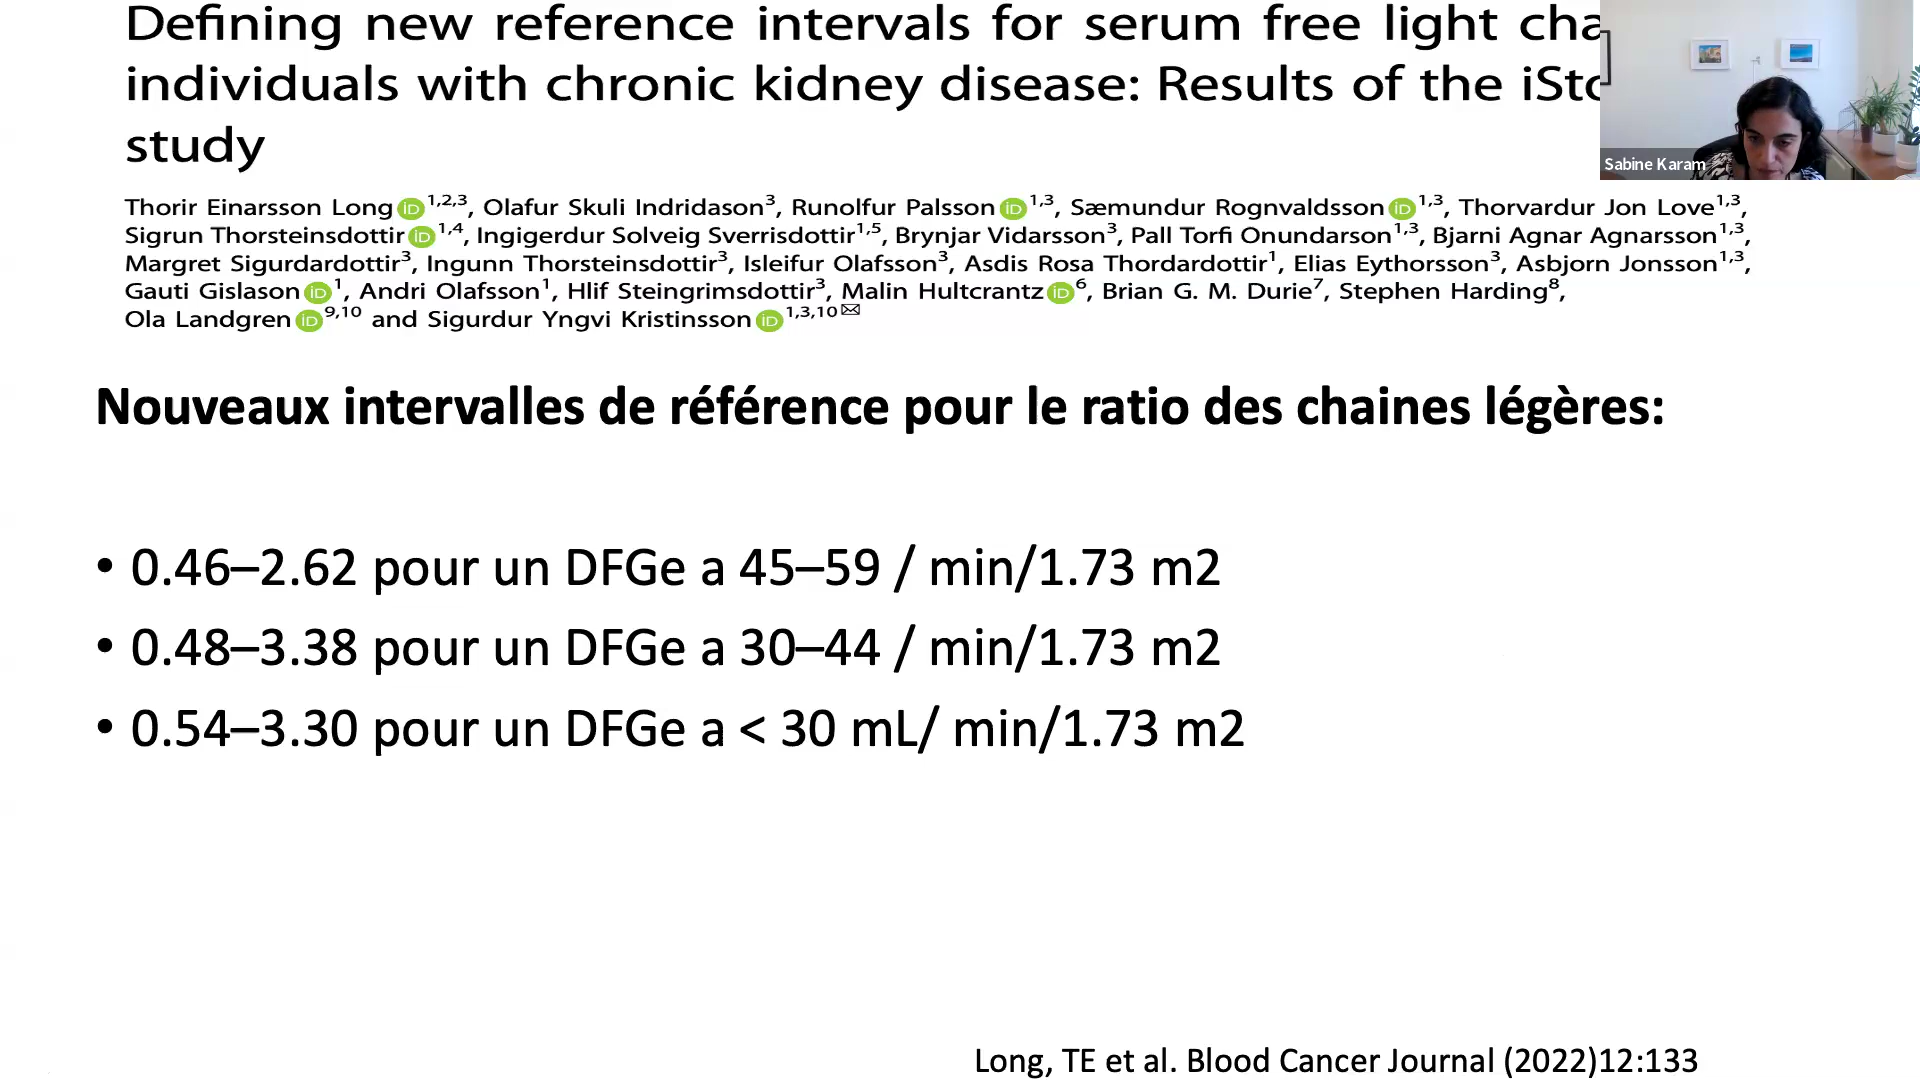 Defining new reference intervals for serum free light
individuals with chronic kidney disease: Results of the
study
Sabine Karam
Thorir Einarsson Long iD 1,2,3, Olafur Skuli Indridason3, Runolfur Palsson iD 1,3, Sæmundur Rognvaldsson iD 1,3, Thorvardur Jon Love1,3,
Sigrun Thorsteinsdottir iD 1,4, Ingigerdur Solveig Sverrisdottir1,5, Brynjar Vidarsson3, Pall Torfi Onundarson1,3, Bjarni Agnar Agnarsson1,3,
Margret Sigurdardottir3, Ingunn Thorsteinsdottir3, Isleifur Olafsson3, Asdis Rosa Thordardottir1, Elias Eythorsson3, Asbjorn Jonsson1,3,
Gauti Gislason iD 1, Andri Olafsson1, Hlif Steingrimsdottir3, Malin Hultcrantz iD 6, Brian G. M. Durie7, Stephen Harding8,
Ola Landgren iD 9,10 and Sigurdur Yngvi Kristinsson iD 1,3,10✉
Nouveaux intervalles de référence pour le ratio des chaines légères:
• 0.46–2.62 pour un DFGe a 45–59 / min/1.73 m2
• 0.48–3.38 pour un DFGe a 30–44 / min/1.73 m2
• 0.54–3.30 pour un DFGe a < 30 mL/ min/1.73 m2
Long, TE et al. Blood Cancer Journal (2022)12:133